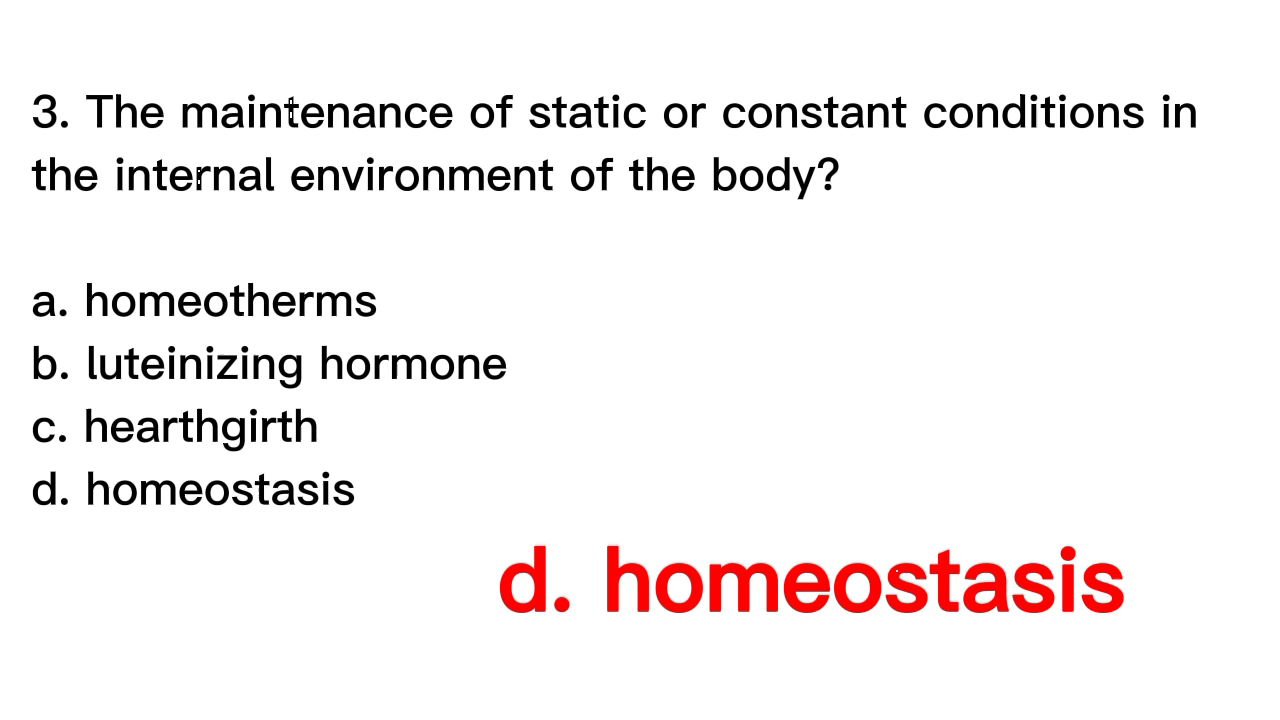 3. The maintenance of static or constant conditions in
the internal environment of the body?
a. homeotherms
b. luteinizing hormone
c. hearthgirth
d. homeostasis
d. homeostasis